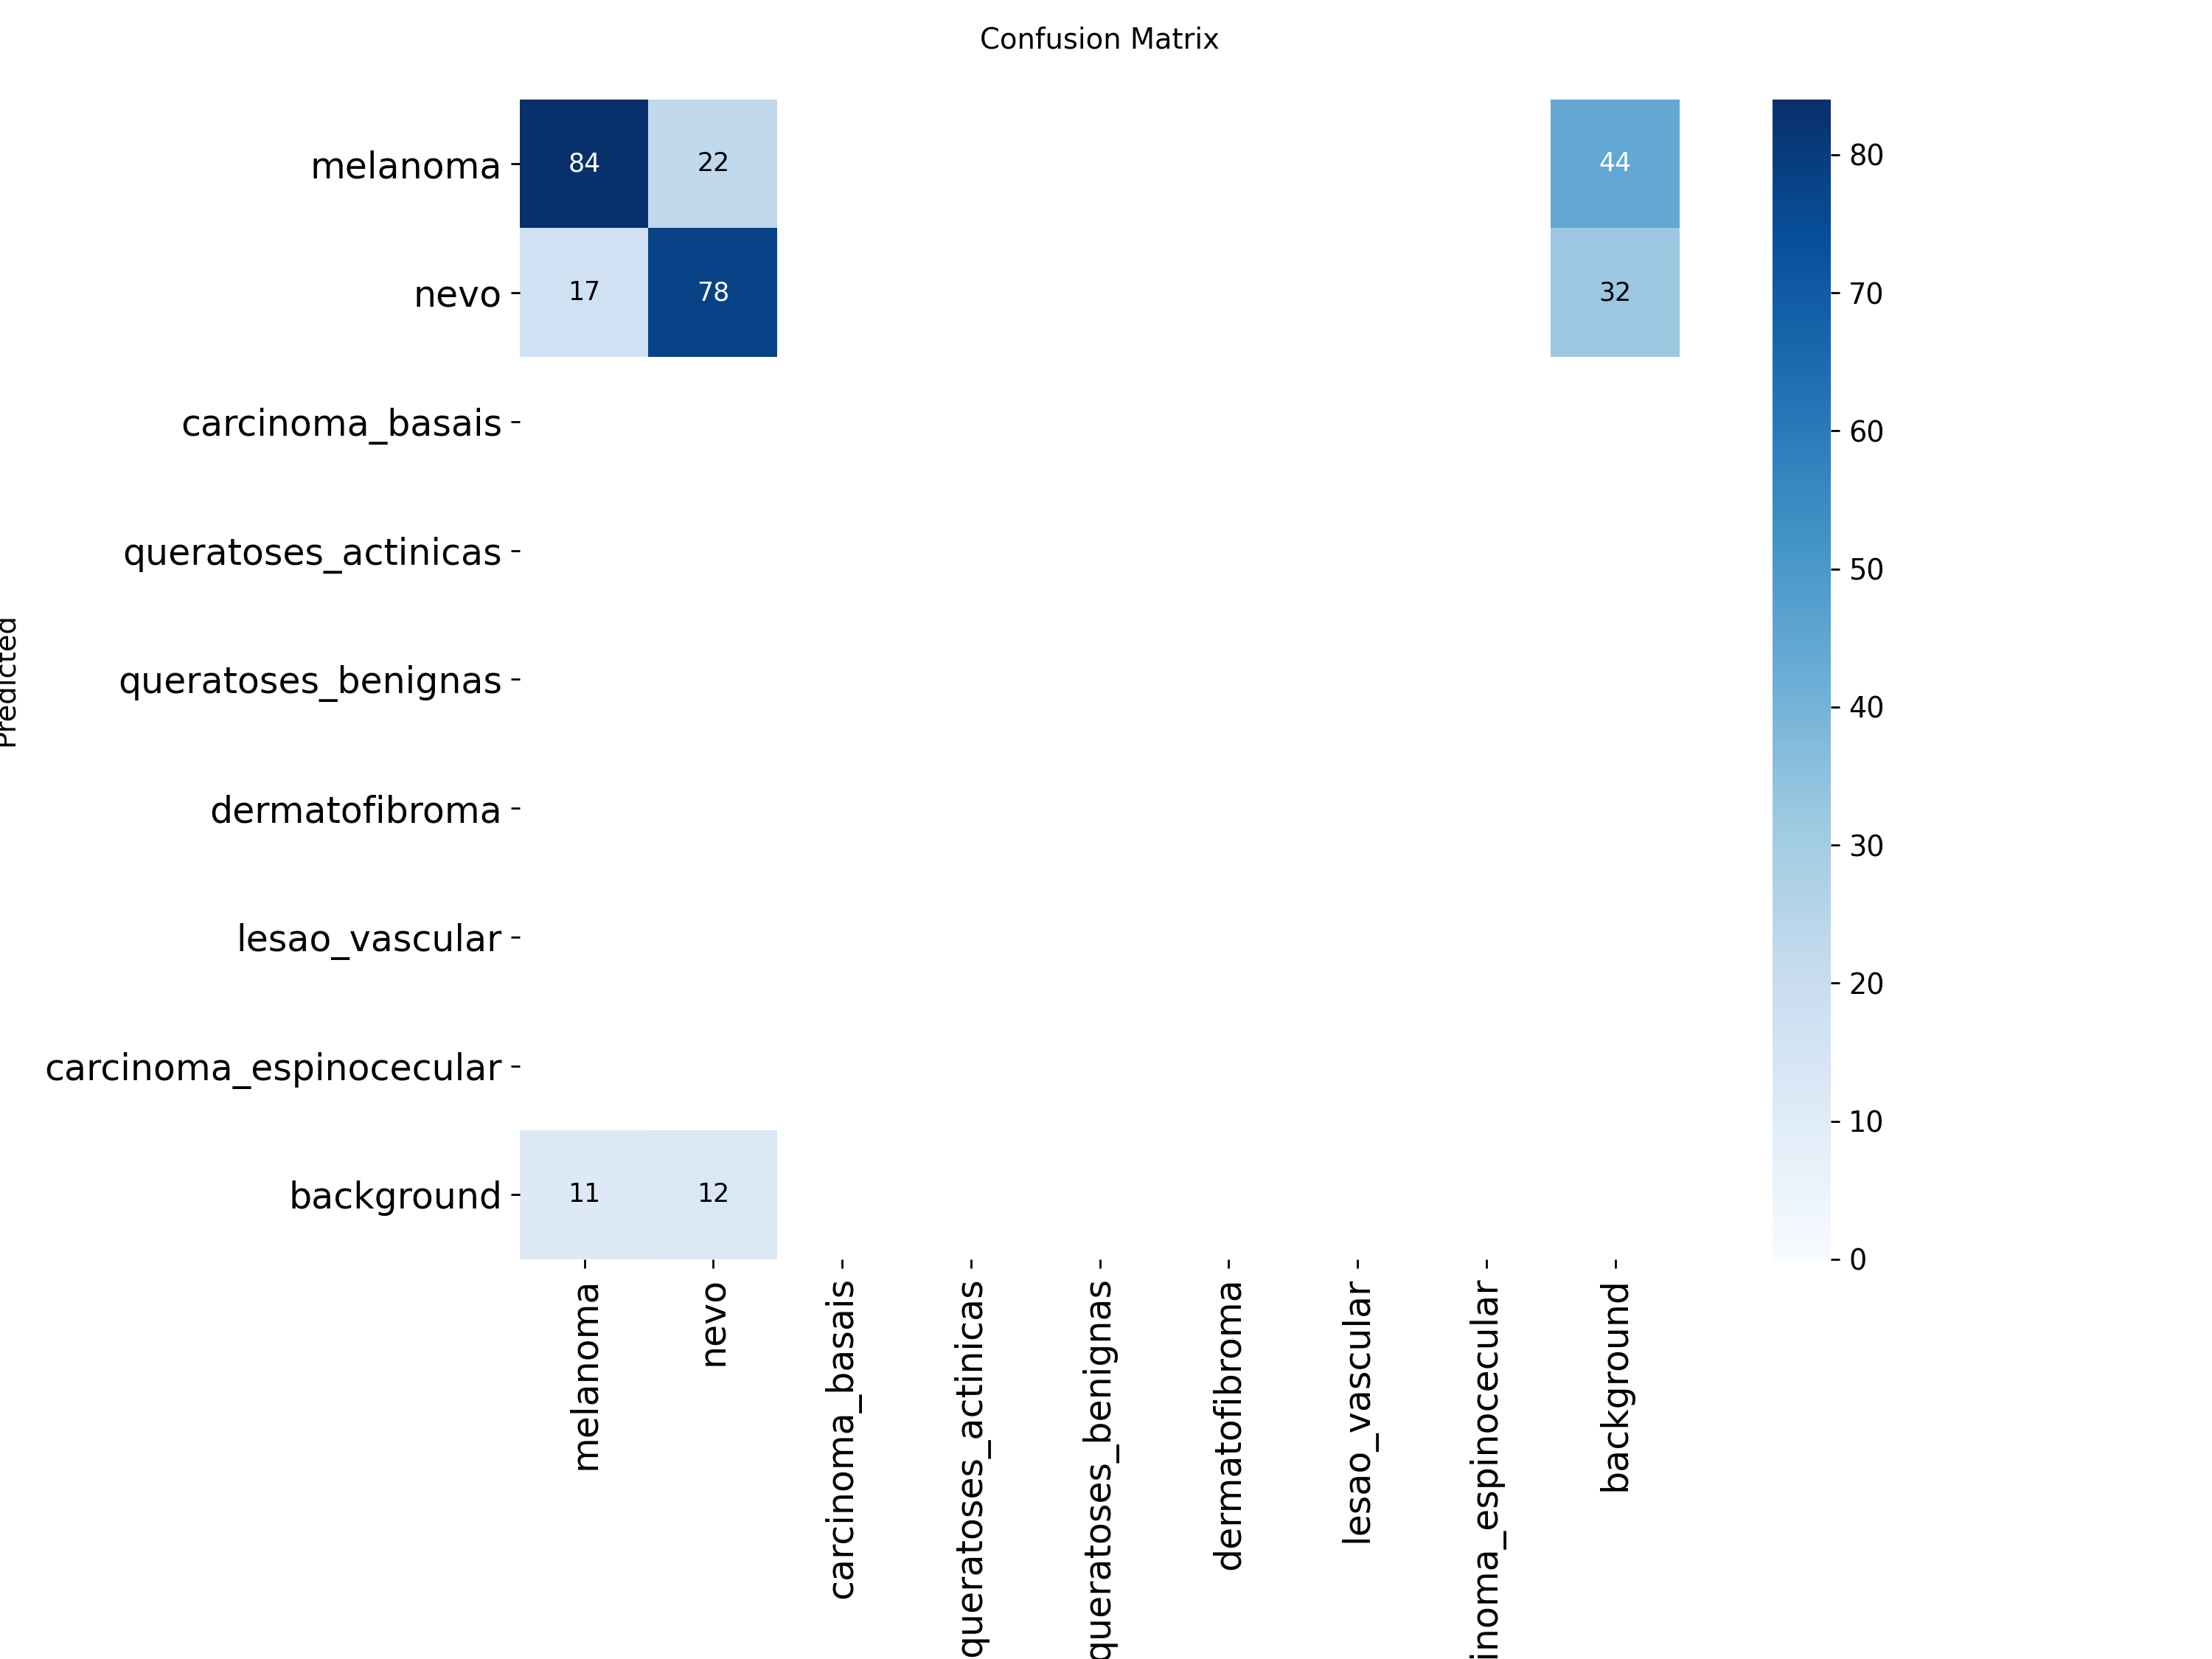 Confusion Matrix
melanoma
84
22
44
80
nevo
17
78
32
70
carcinoma_basais
60
queratoses_actinicas
50
Predicted
queratoses_benignas
40
dermatofibroma
30
lesao_vascular
20
carcinoma_espinocecular
10
background
11
12
0
melanoma
nevo
carcinoma_basais
queratoses_actinicas
queratoses_benignas
dermatofibroma
lesao_vascular
inoma_espinocecular
background